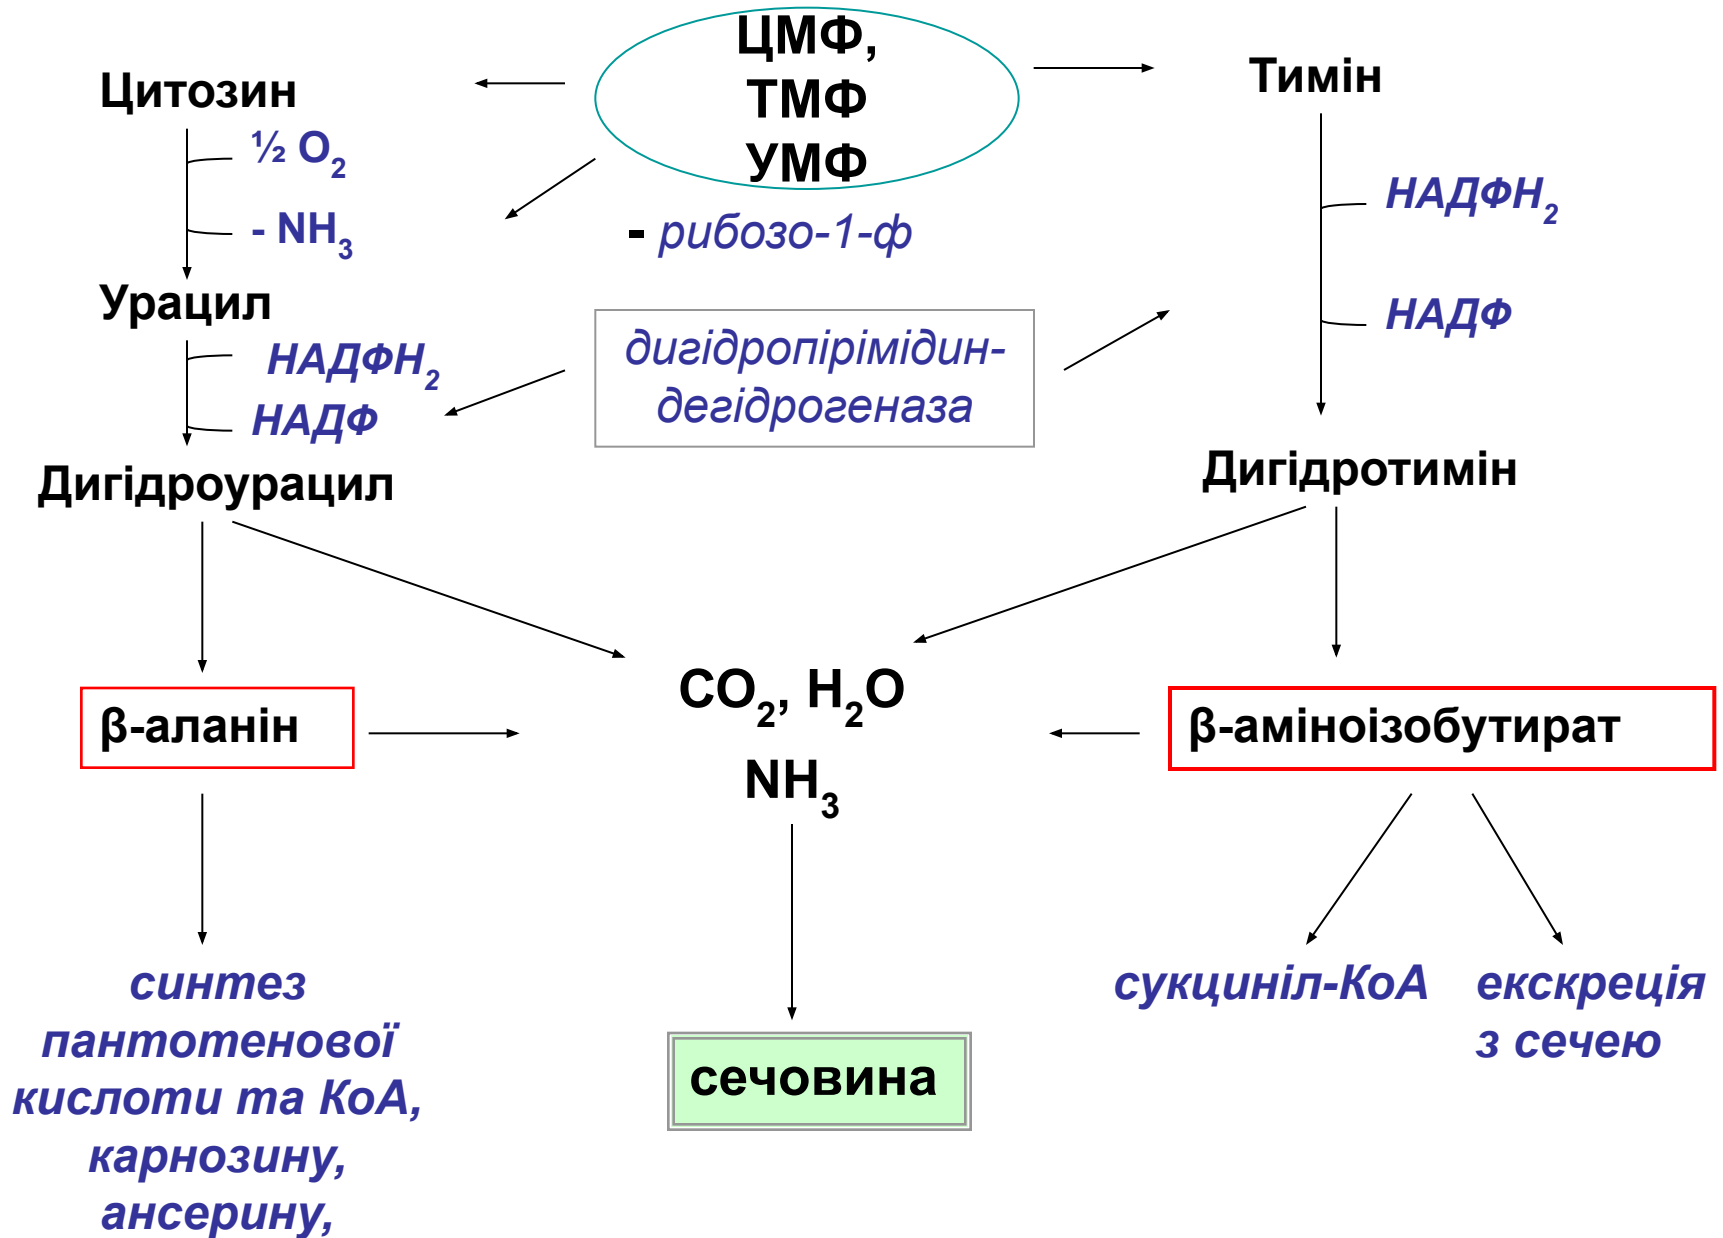 ЦМФ,
ТМФ
УМФ
Цитозин
½ O2
- NH3
Урацил
НАДФН2
НАДФ
Дигідроурацил
- рибозо-1-ф
дигідропірімідин-
дегідрогеназа
Тимін
НАДФН2
НАДФ
Дигідротимін
β-аланін
CO2, H2O
NH3
β-аміноізобутират
синтез
пантотенової
кислоти та КоА,
карнозину,
ансерину,
сечовина
сукциніл-КоА
екскреція
з сечею